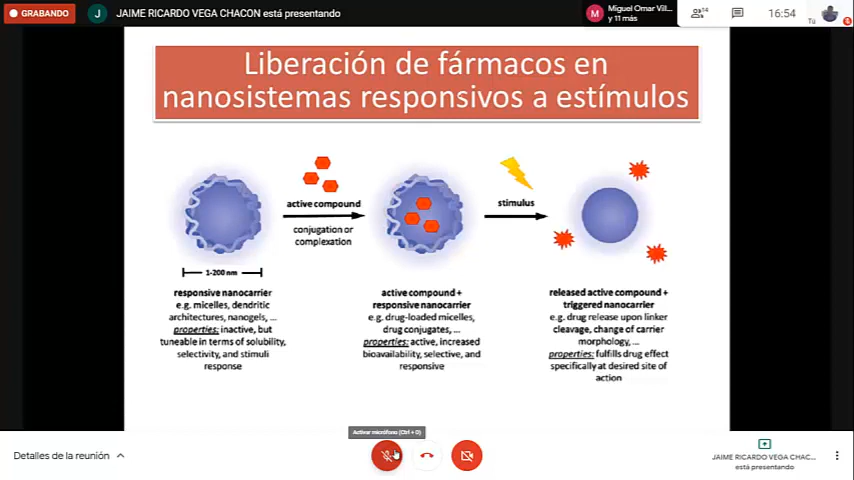 GRABANDO
J
JAIME RICARDO VEGA CHACON está presentando
M
Miguel Omar Vil...
y 11 más
14
16:54
Tú
Liberación de fármacos en
nanosistemas responsivos a estímulos
active compound
conjugation or
complexation
stimulus
1-200 nm
responsive nanocarrier
e.g. micelles, dendritic
architectures, nanogels, ...
properties: inactive, but
tuneable in terms of solubility,
selectivity, and stimuli
response
active compound +
responsive nanocarrier
e.g. drug-loaded micelles,
drug conjugates, ...
properties: active, increased
bioavailability, selective, and
responsive
released active compound +
triggered nanocarrier
e.g. drug release upon linker
cleavage, change of carrier
morphology, ...
properties: fulfills drug effect
specifically at desired site of
action
Activar micrófono (Ctrl + D)
Detalles de la reunión
JAIME RICARDO VEGA CHAC...
está presentando